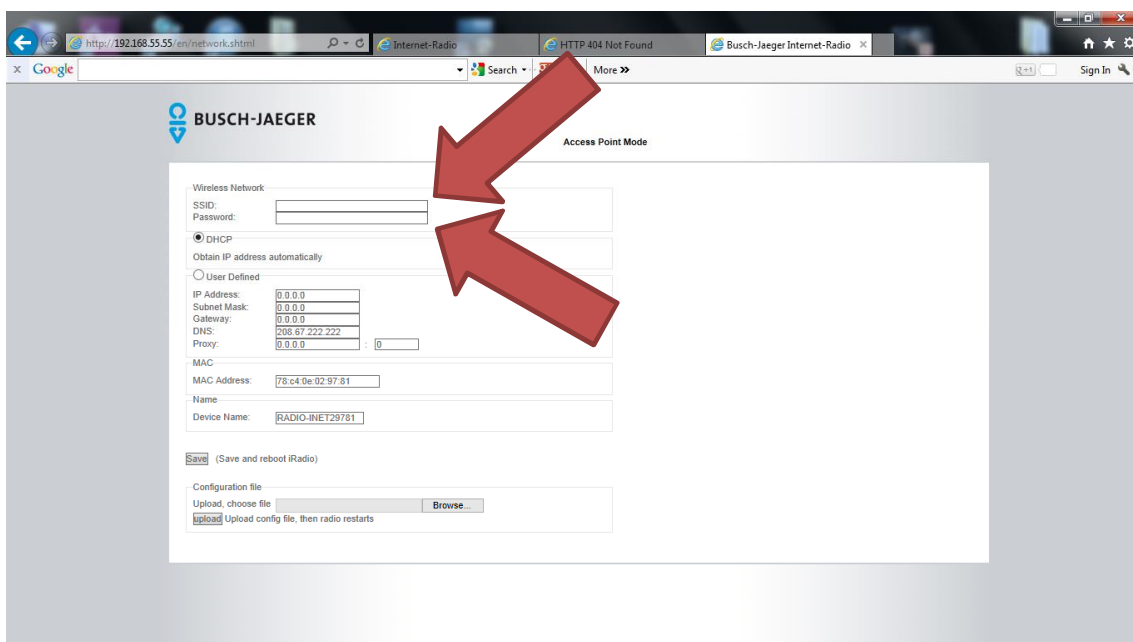 http://192.168.55.55/en/network.shtml
Internet-Radio
HTTP 404 Not Found
Busch-Jaeger Internet-Radio
x Google
Search
More »
Sign In
BUSCH-JAEGER
Access Point Mode
Wireless Network
SSID:
Password:
DHCP
Obtain IP address automatically
User Defined
IP Address: 0.0.0.0
Subnet Mask: 0.0.0.0
Gateway: 0.0.0.0
DNS: 208.67.222.222
Proxy: 0.0.0.0 : 0
MAC
MAC Address: 78:c4:0e:02:97:81
Name
Device Name: RADIO-INET29781
Save (Save and reboot iRadio)
Configuration file
Upload, choose file Browse...
upload Upload config file, then radio restarts